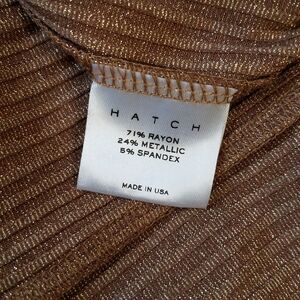 HATCH
71% RAYON
24% METALLIC
5% SPANDEX
MADE IN USA